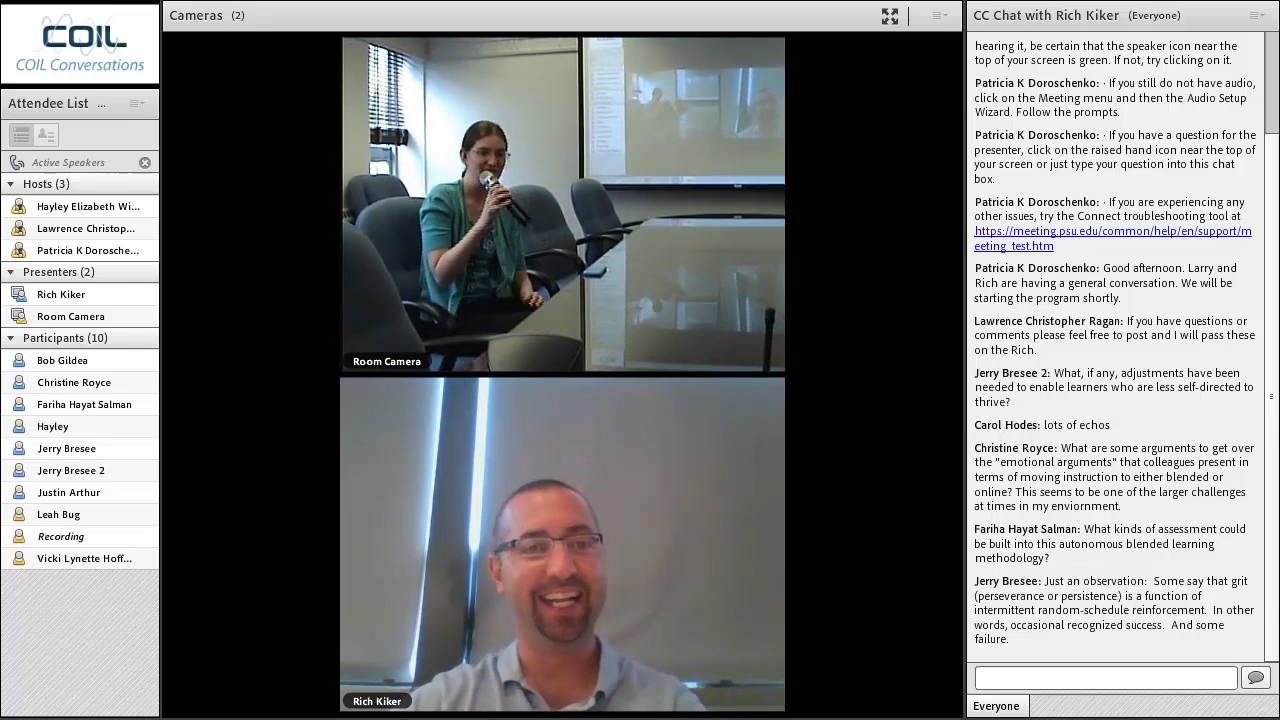 COIL
COIL Conversations
Attendee List ...
Active Speakers
Hosts (3)
Hayley Elizabeth Wi...
Lawrence Christop...
Patricia K Dorosche...
Presenters (2)
Rich Kiker
Room Camera
Participants (10)
Bob Gildea
Christine Royce
Fariha Hayat Salman
Hayley
Jerry Bresee
Jerry Bresee 2
Justin Arthur
Leah Bug
Recording
Vicki Lynette Hoff...
Cameras (2)
Room Camera
Rich Kiker
CC Chat with Rich Kiker (Everyone)
hearing it, be certain that the speaker icon near the
top of your screen is green. If not, try clicking on it.
Patricia K Doroschenko: · If you still do not have audio,
click on the Meeting menu and then the Audio Setup
Wizard. Follow the prompts.
Patricia K Doroschenko: · If you have a question for the
presenter, click on the raised hand icon near the top of
your screen or just type your question in this chat
box.
Patricia K Doroschenko: · If you are experiencing any
other issues, try this Connect troubleshooting tool at
https://meeting.psu.edu/common/help/en/support/m
eeting_test.htm
Patricia K Doroschenko: Good afternoon. Larry and
Rich are having a general conversation. We will be
starting the program shortly.
Lawrence Christopher Ragan: If you have questions or
comments please feel free to post and I will pass these
on the Rich.
Jerry Bresee 2: What, if any, adjustments have been
needed to enable learners who are less self-directed to
thrive?
Carol Hodes: lots of echos
Christine Royce: What are some arguments to get over
the "emotional arguments" that colleagues present in
terms of moving instruction to either blended or
online? This seems to be one of the larger challenges
at times in my enviornment.
Fariha Hayat Salman: What kinds of assessment could
be built into this autonomous blended learning
methodology?
Jerry Bresee: Just an observation: Some say that grit
(perseverance or persistence) is a function of
intermittent random-schedule reinforcement. In other
words, occasional recognized success. And some
failure.
Everyone